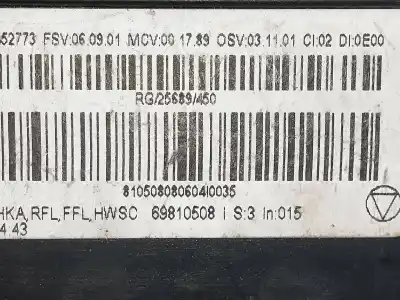 52773 FSV:06.09.01 MCV:00 17.89 OSV:03.11.01 CI:02 DI:0E00
RG/25689/450
8105080806040035
HKA,RFL,FFL,HWSC 69810508 I S:3 In:015
4 43